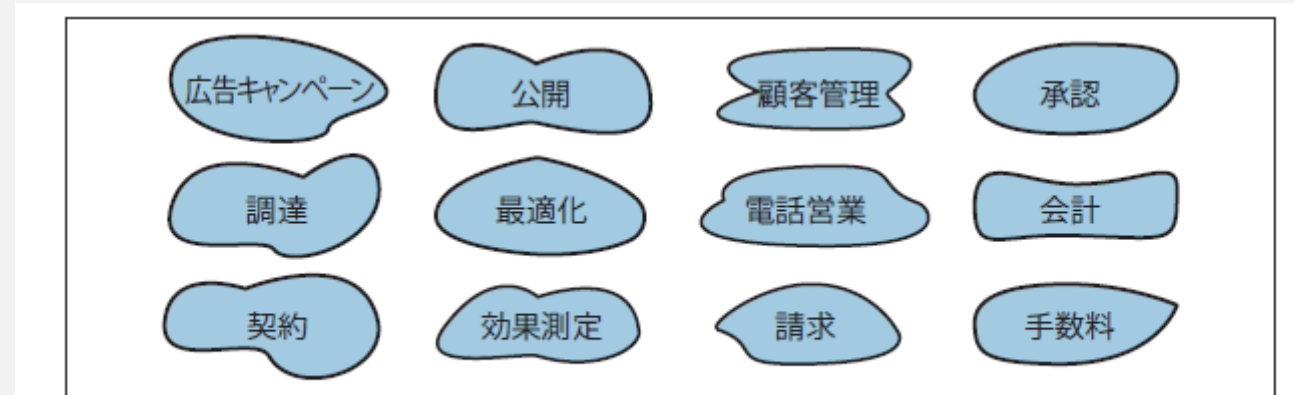 広告キャンペーン
公開
顧客管理
承認
調達
最適化
電話営業
会計
契約
効果測定
請求
手数料